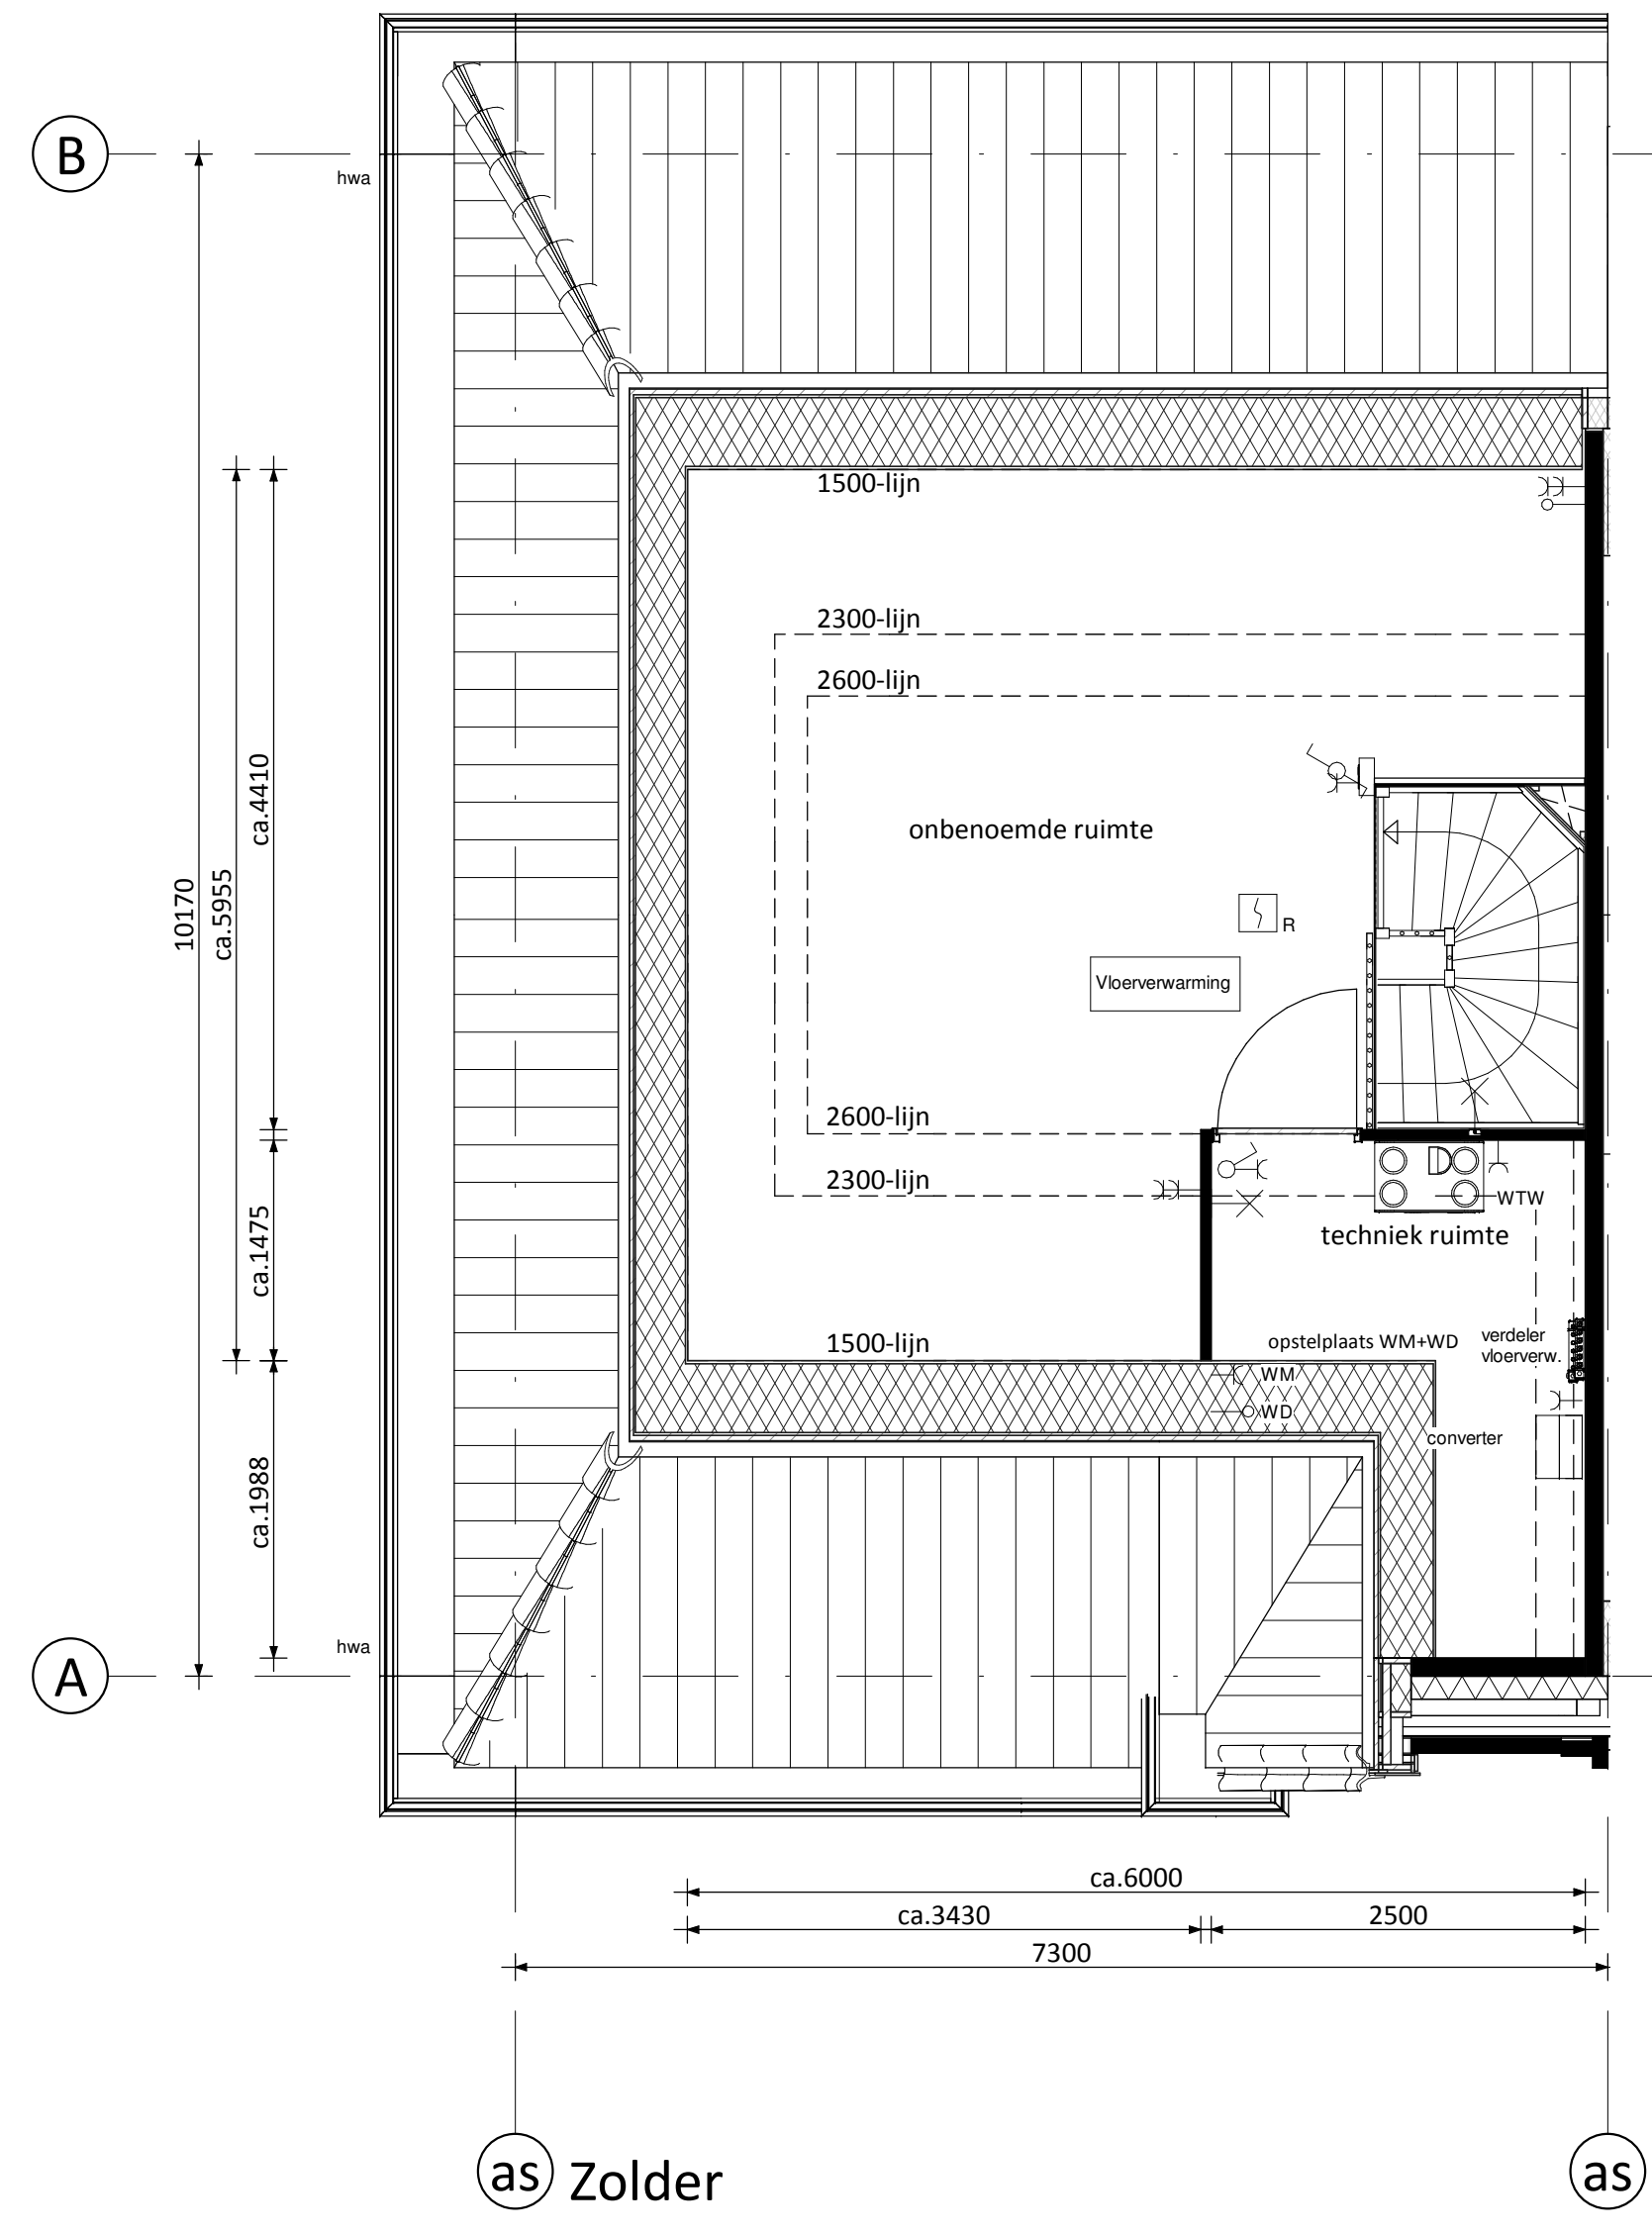 B
hwa
1500-lijn
2300-lijn
2600-lijn
ca.4410
onbenoemde ruimte
10170
ca.5955
R
Vloerverwarming
2600-lijn
2300-lijn
WTW
techniek ruimte
ca.1475
1500-lijn
opstelplaats WM+WD
verdeler
vloerverw.
WM
WD
converter
ca.1988
hwa
A
ca.6000
ca.3430
2500
7300
as
Zolder
as